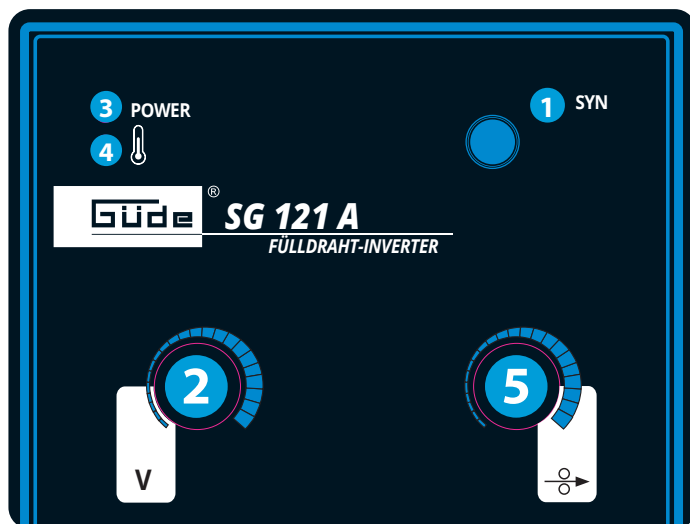 3 POWER
1 SYN
4
Güde ® SG 121 A
FÜLLDRAHT-INVERTER
2
5
V